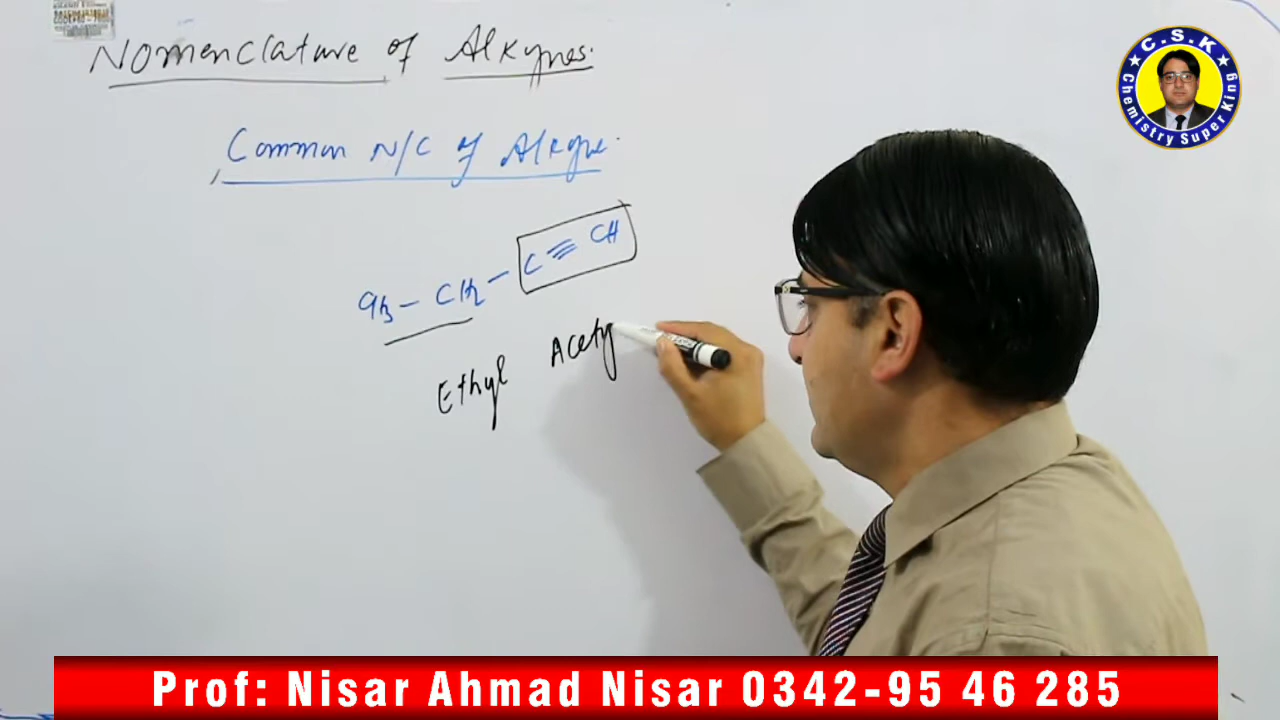 Nomenclature of Alkynes.
Common N/C of Alkyne.
CH3 - CH2 - C ≡ CH
Ethyl Acety
C.S.K
Chemistry Super King
Prof: Nisar Ahmad Nisar 0342-95 46 285